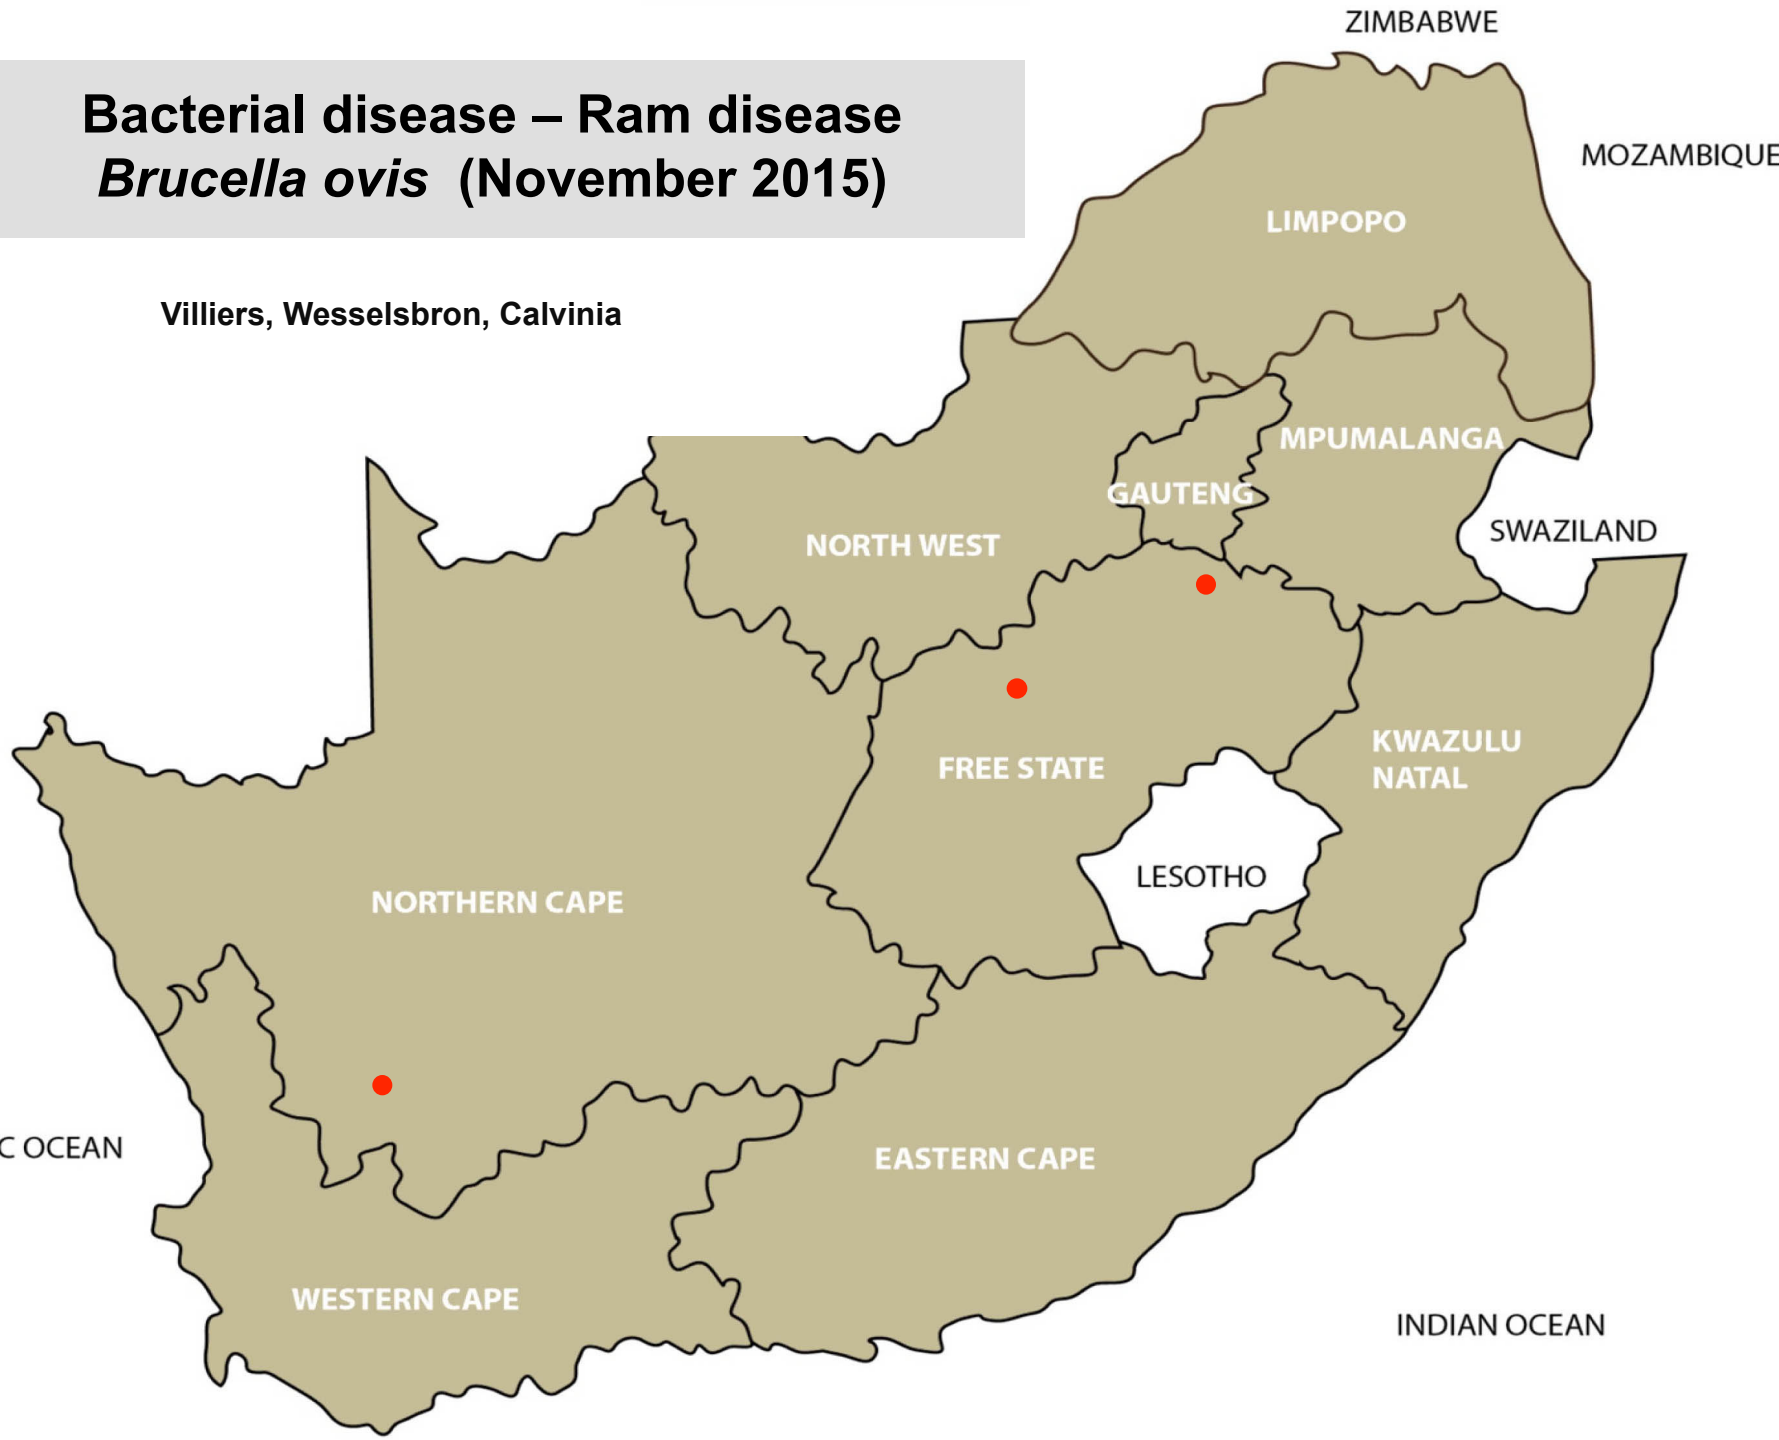 ZIMBABWE
Bacterial disease – Ram disease
Brucella ovis (November 2015)
MOZAMBIQUE
LIMPOPO
Villiers, Wesselsbron, Calvinia
MPUMALANGA
GAUTENG
SWAZILAND
NORTH WEST
KWAZULU
NATAL
FREE STATE
LESOTHO
NORTHERN CAPE
C OCEAN
EASTERN CAPE
WESTERN CAPE
INDIAN OCEAN